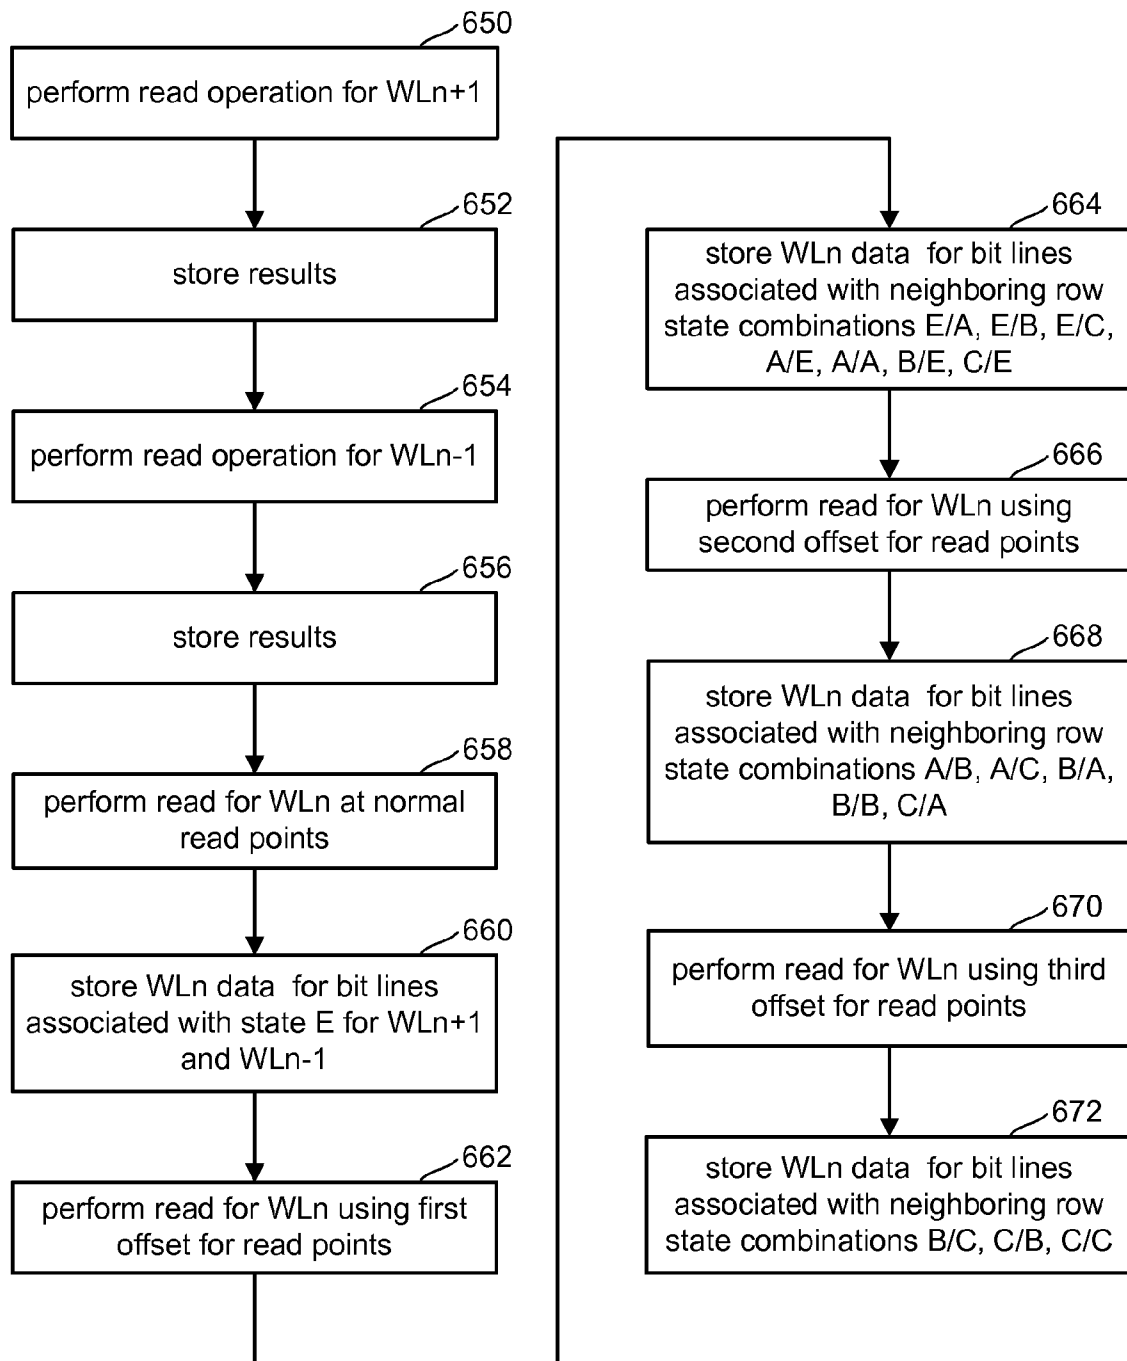 650
perform read operation for WLn+1
652
store results
654
perform read operation for WLn-1
656
store results
658
perform read for WLn at normal
read points
660
store WLn data for bit lines
associated with state E for WLn+1
and WLn-1
662
perform read for WLn using first
offset for read points
664
store WLn data for bit lines
associated with neighboring row
state combinations E/A, E/B, E/C,
A/E, A/A, B/E, C/E
666
perform read for WLn using
second offset for read points
668
store WLn data for bit lines
associated with neighboring row
state combinations A/B, A/C, B/A,
B/B, C/A
670
perform read for WLn using third
offset for read points
672
store WLn data for bit lines
associated with neighboring row
state combinations B/C, C/B, C/C